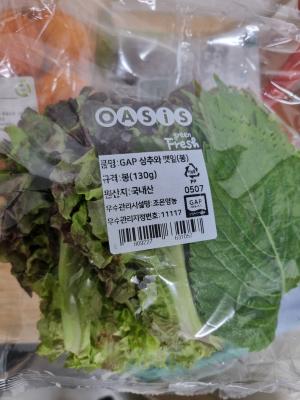 OASIS
green
Fresh
품명: GAP 상추와 깻잎(봉)
규격: 봉(130g)
원산지: 국내산
0507
우수관리시설명: 조은영농
GAP
우수관리지정번호: 11117